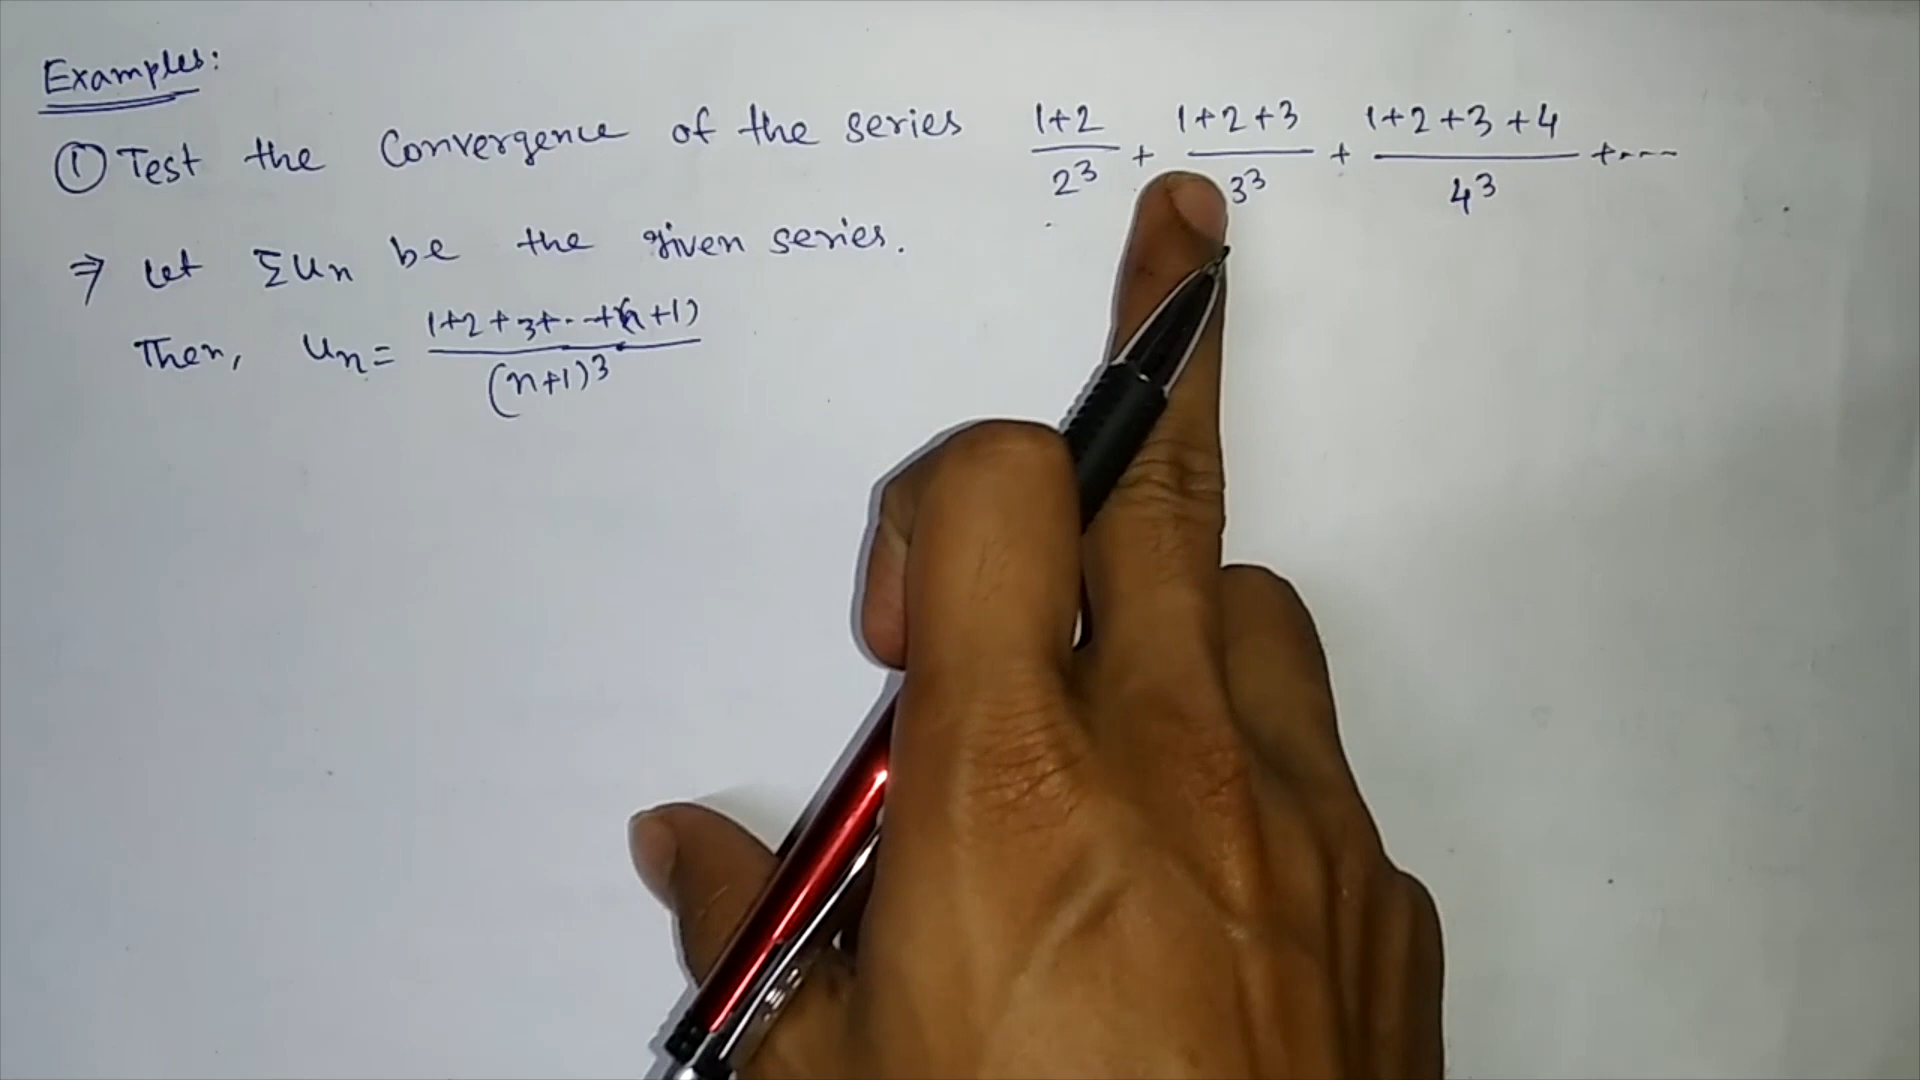 Examples:
① Test the Convergence of the series (1+2)/2³ + (1+2+3)/3³ + (1+2+3+4)/4³ + ----
⇒ Let Σun be the given series.
Then, un = (1+2+3+..+(n+1))/(n+1)³